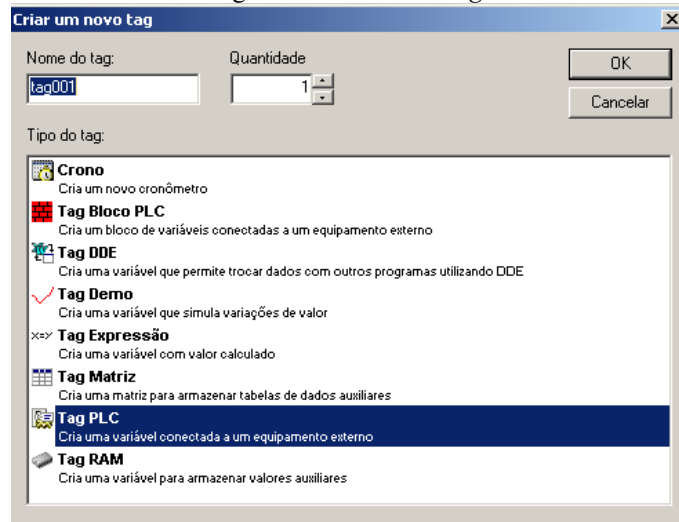 Criar um novo tag
Nome do tag:
Quantidade
OK
tag001
1
Cancelar
Tipo do tag:
Crono
Cria um novo cronômetro
Tag Bloco PLC
Cria um bloco de variáveis conectadas a um equipamento externo
Tag DDE
Cria uma variável que permite trocar dados com outros programas utilizando DDE
Tag Demo
Cria uma variável que simula variações de valor
x=y Tag Expressão
Cria uma variável com valor calculado
Tag Matriz
Cria uma matriz para armazenar tabelas de dados auxiliares
Tag PLC
Cria uma variável conectada a um equipamento externo
Tag RAM
Cria uma variável para armazenar valores auxiliares